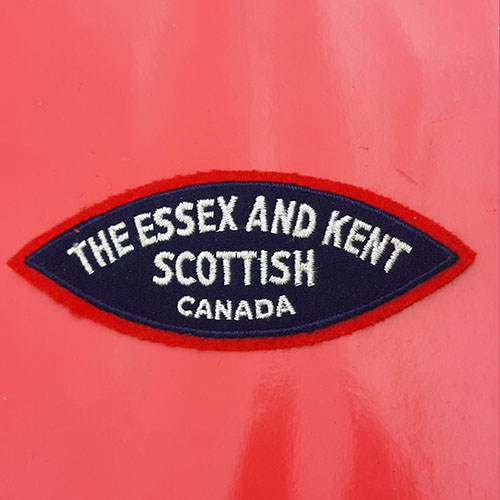 THE ESSEX AND KENT
SCOTTISH
CANADA